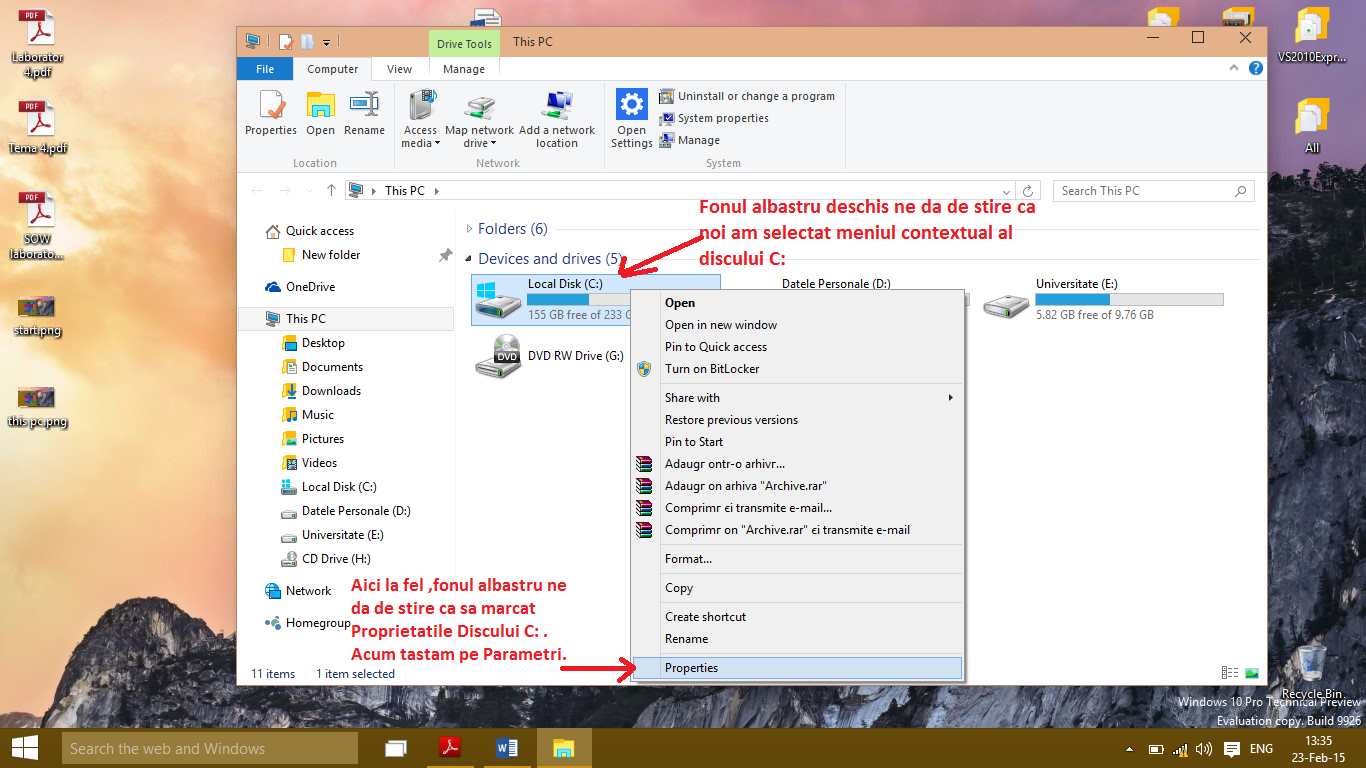 Laborator
4.pdf
Tema 4.pdf
SOW
laborato...
start.png
this pc.png
VS2010Expr...
All
Recycle Bin
Drive Tools
This PC
File
Computer
View
Manage
Properties
Open
Rename
Location
Access
media
Map network
drive
Add a network
location
Network
Open
Settings
Uninstall or change a program
System properties
Manage
System
This PC
Search This PC
Quick access
New folder
OneDrive
This PC
Desktop
Documents
Downloads
Music
Pictures
Videos
Local Disk (C:)
Datele Personale (D:)
Universitate (E:)
CD Drive (H:)
Network
Homegroup
Folders (6)
Devices and drives (5)
Local Disk (C:)
155 GB free of 233 G
Datele Personale (D:)
Universitate (E:)
5.82 GB free of 9.76 GB
DVD
DVD RW Drive (G:)
Fonul albastru deschis ne da de stire ca
noi am selectat meniul contextual al
discului C:
Open
Open in new window
Pin to Quick access
Turn on BitLocker
Share with
Restore previous versions
Pin to Start
Adaugr ontr-o arhivr...
Adaugr on arhiva "Archive.rar"
Comprimr єi transmite e-mail...
Comprimr on "Archive.rar" єi transmite e-mail
Format...
Copy
Create shortcut
Rename
Properties
Aici la fel ,fonul albastru ne
da de stire ca sa marcat
Proprietatile Discului C: .
Acum tastam pe Parametri.
11 items
1 item selected
Windows 10 Pro Technical Preview
Evaluation copy. Build 9926
Search the web and Windows
ENG
13:35
23-Feb-15